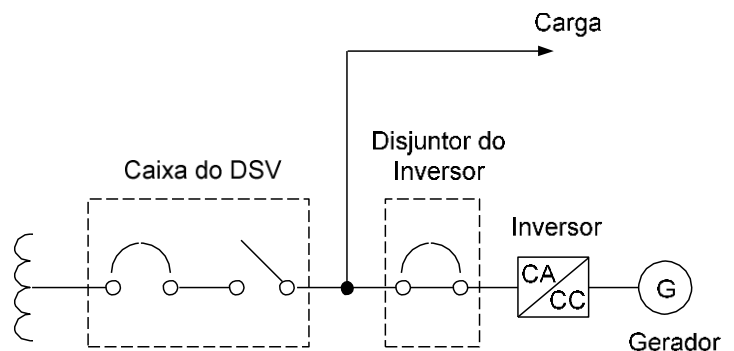 Carga
Caixa do DSV
Disjuntor do
Inversor
Inversor
CA
CC
G
Gerador